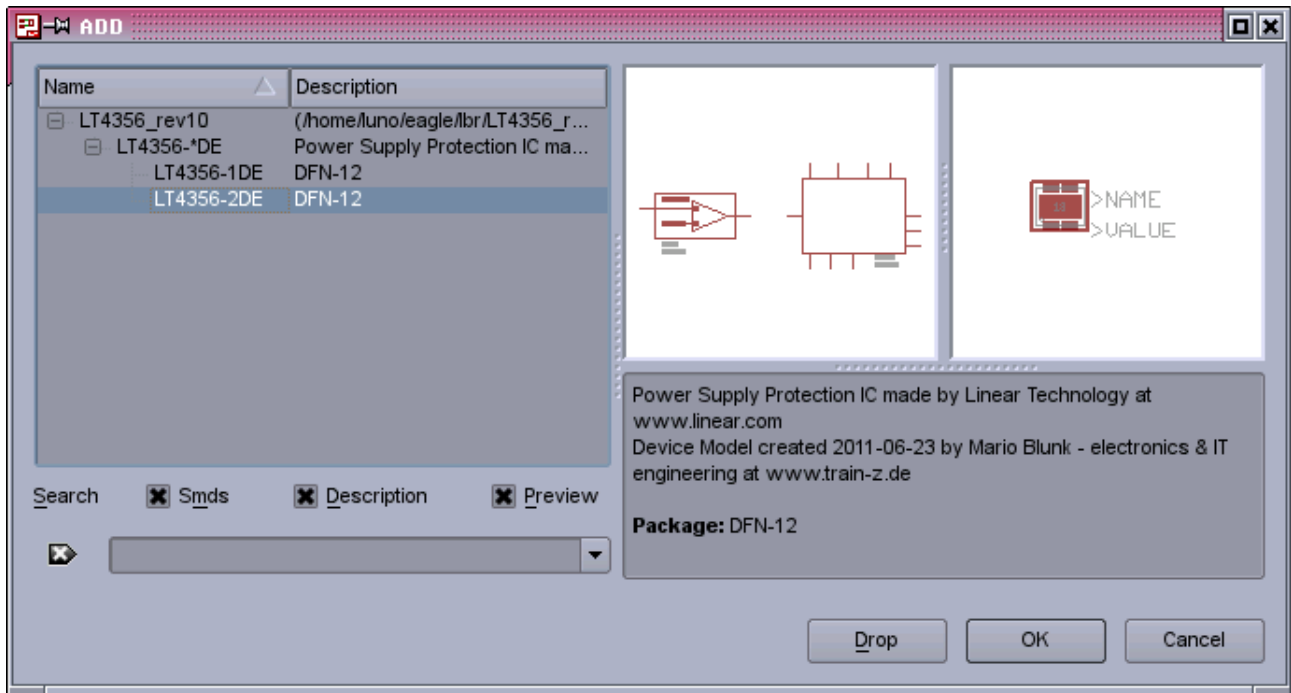 ADD
Name Description
LT4356_rev10 (/home/luno/eagle/lbr/LT4356_r...
LT4356-*DE Power Supply Protection IC ma...
LT4356-1DE DFN-12
LT4356-2DE DFN-12
>NAME
>VALUE
Power Supply Protection IC made by Linear Technology at
www.linear.com
Device Model created 2011-06-23 by Mario Blunk - electronics & IT
engineering at www.train-z.de
Package: DFN-12
Search Smds Description Preview
Drop OK Cancel